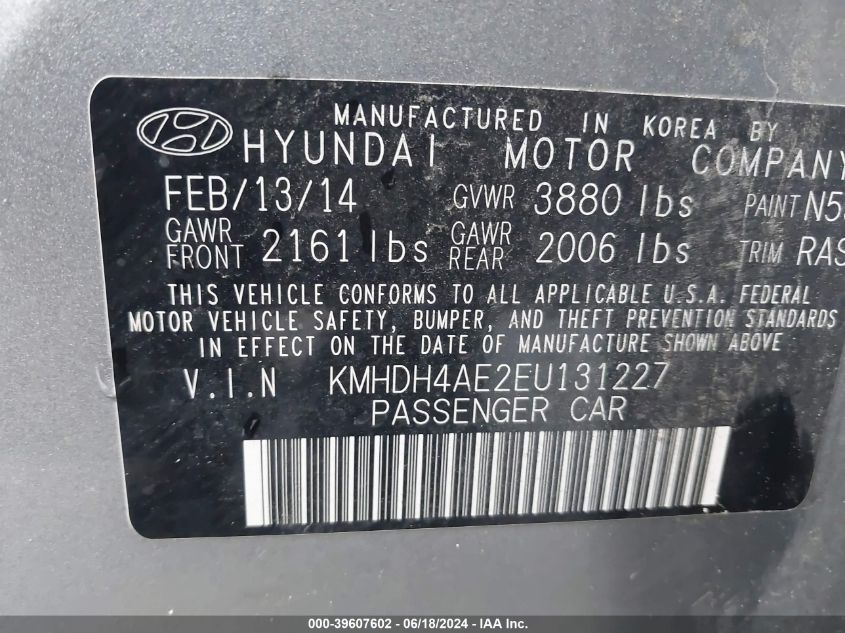 MANUFACTURED IN KOREA BY
HYUNDAI MOTOR COMPANY
FEB/13/14 GVWR 3880 lbs PAINT
GAWR FRONT 2161 lbs GAWR REAR 2006 lbs TRIM
THIS VEHICLE CONFORMS TO ALL APPLICABLE U.S.A. FEDERAL
MOTOR VEHICLE SAFETY, BUMPER, AND THEFT PREVENTION STANDARDS
IN EFFECT ON THE DATE OF MANUFACTURE SHOWN ABOVE
V.I.N KMHDH4AE2EU131227
PASSENGER CAR
000-39607602 - 06/18/2024 - IAA Inc.